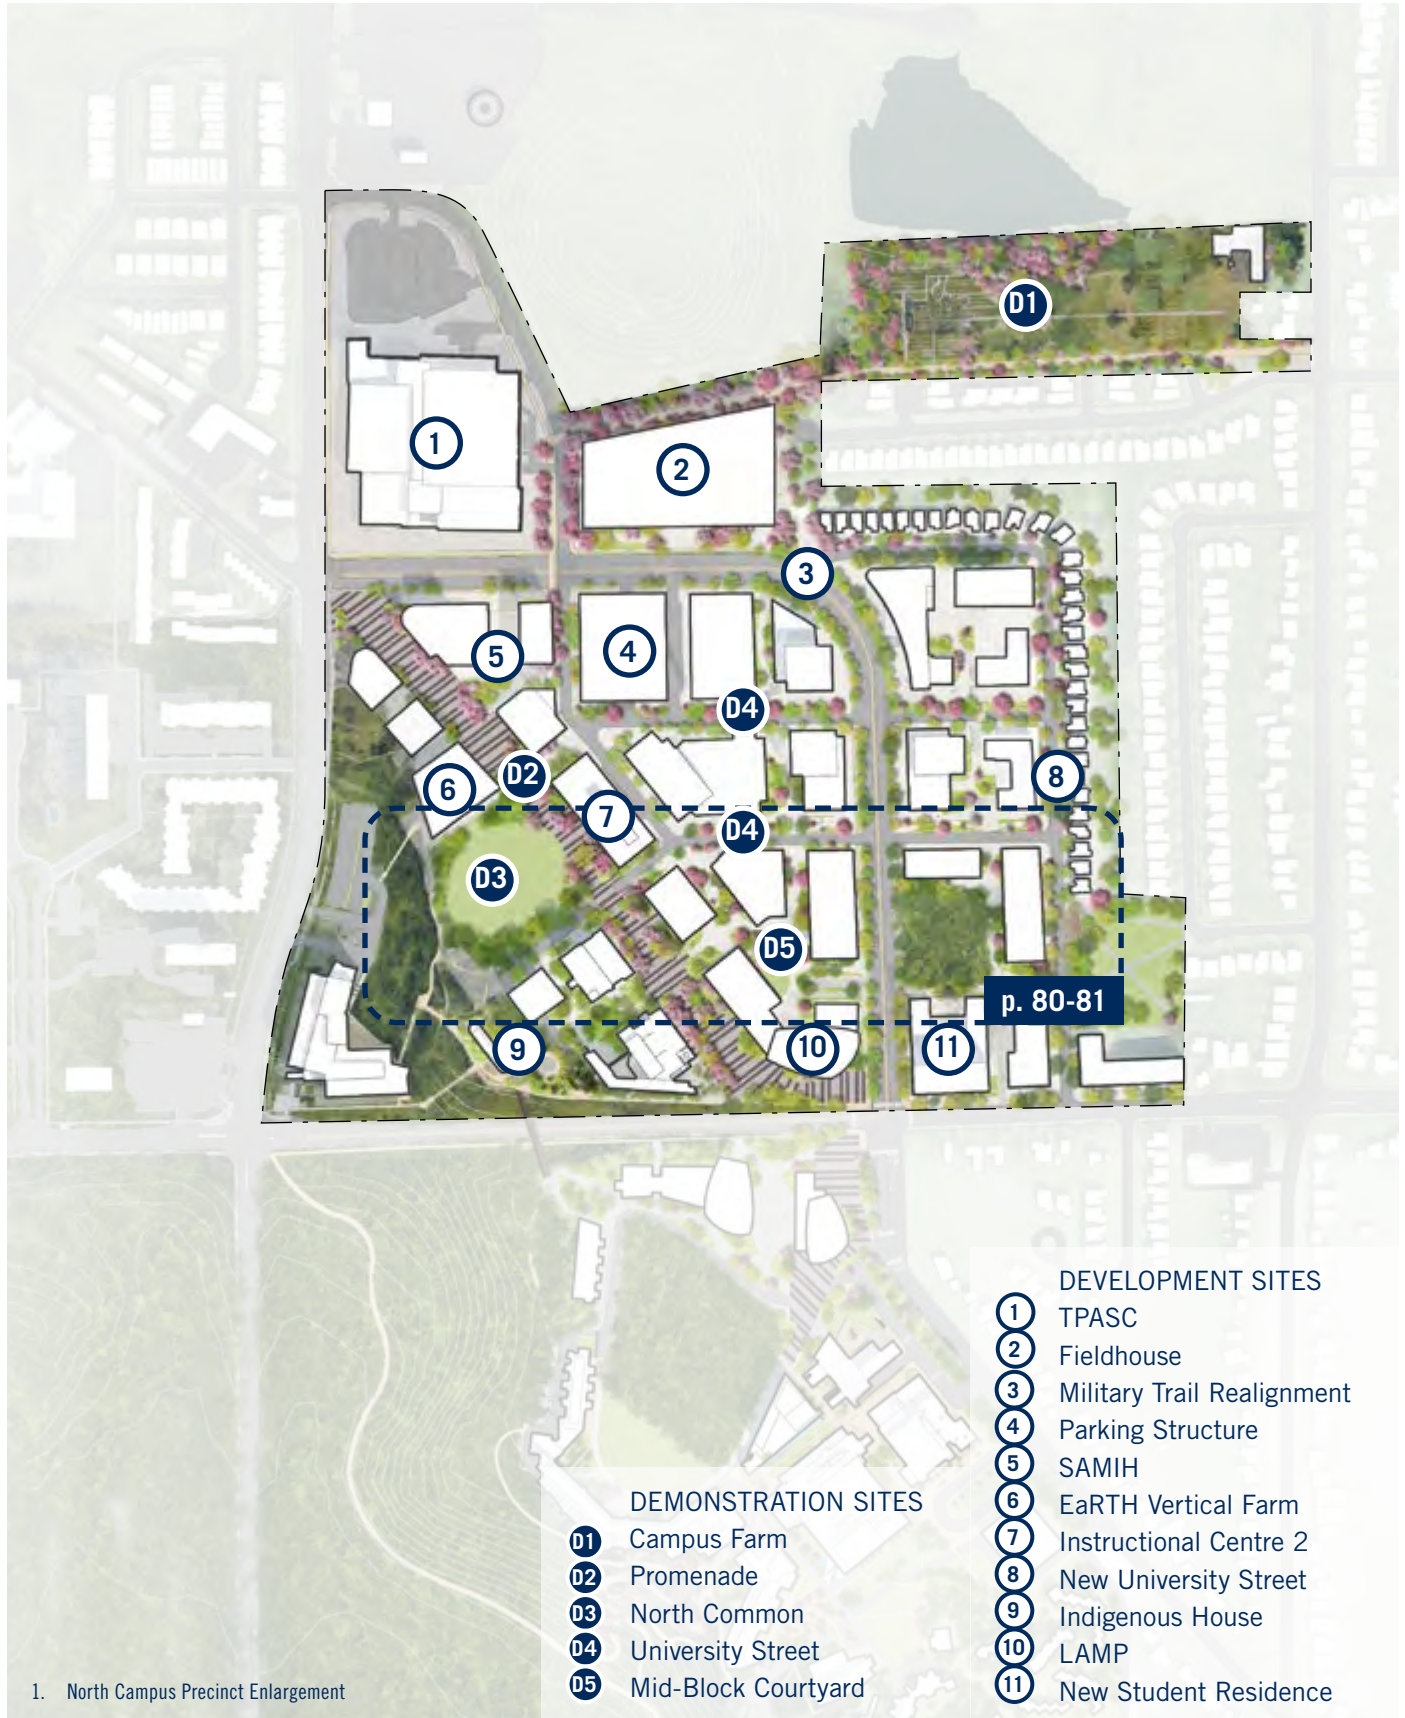 D1
1
2
3
5
4
D4
D2
8
6
7
D4
D3
D5
p. 80-81
9
10
11
DEVELOPMENT SITES
1 TPASC
2 Fieldhouse
3 Military Trail Realignment
4 Parking Structure
5 SAMIH
6 EaRTH Vertical Farm
7 Instructional Centre 2
8 New University Street
9 Indigenous House
10 LAMP
11 New Student Residence
DEMONSTRATION SITES
D1 Campus Farm
D2 Promenade
D3 North Common
D4 University Street
D5 Mid-Block Courtyard
1. North Campus Precinct Enlargement